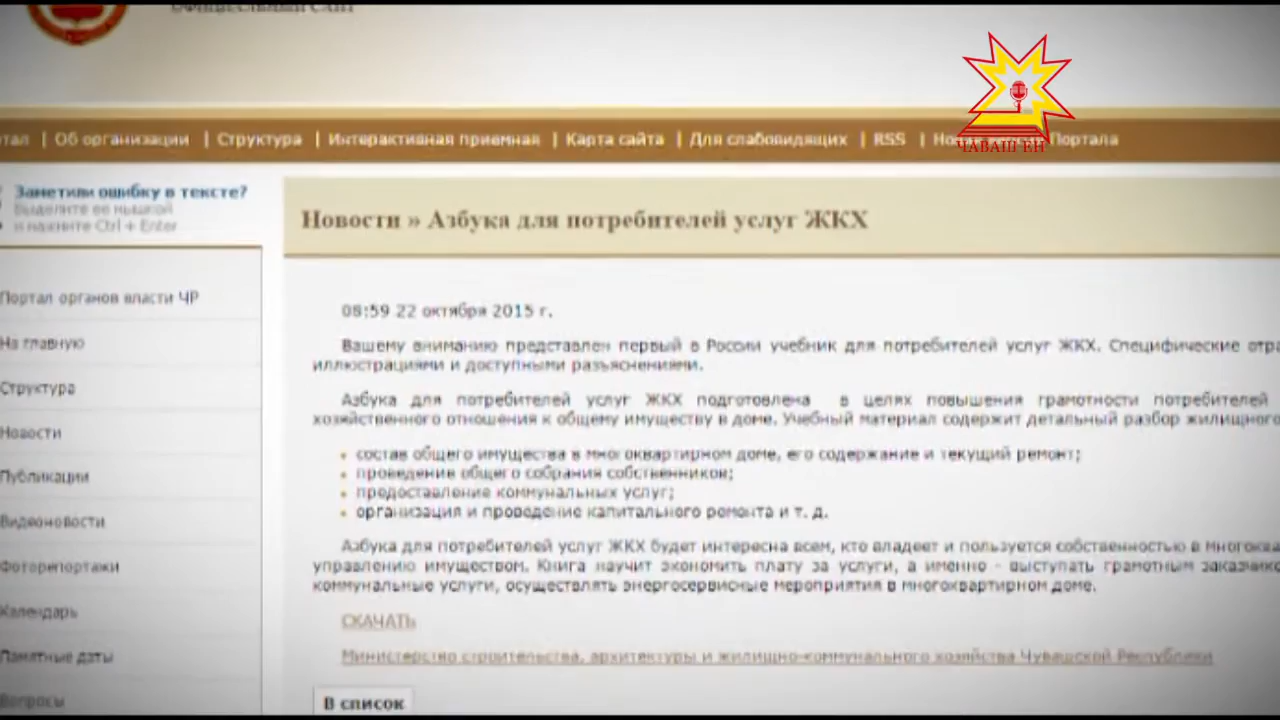 ОФИЦИАЛЬНЫЙ САЙТ
ЧĂВАШ ЕН
Об организации | Структура | Интерактивная приемная | Карта сайта | Для слабовидящих | RSS | Портала
Заметили ошибку в тексте?
Выделите ее мышкой
и нажмите Ctrl + Enter
Новости » Азбука для потребителей услуг ЖКХ
Портал органов власти ЧР
На главную
Структура
Новости
Публикации
Видеоновости
Фоторепортажи
Календарь
Памятные даты
Вопросы
08:59 22 октября 2015 г.
Вашему вниманию представлен первый в России учебник для потребителей услуг ЖКХ. Специфические отра
иллюстрациями и доступными разъяснениями.
Азбука для потребителей услуг ЖКХ подготовлена в целях повышения грамотности потребителей
хозяйственного отношения к общему имуществу в доме. Учебный материал содержит детальный разбор жилищного
состав общего имущества в многоквартирном доме, его содержание и текущий ремонт;
проведение общего собрания собственников;
предоставление коммунальных услуг;
организация и проведение капитального ремонта и т. д.
Азбука для потребителей услуг ЖКХ будет интересна всем, кто владеет и пользуется собственностью в многоква
управлению имуществом. Книга научит экономить плату за услуги, а именно - выступать грамотным заказчико
коммунальные услуги, осуществлять энергосервисные мероприятия в многоквартирном доме.
СКАЧАТЬ
Министерство строительства, архитектуры и жилищно-коммунального хозяйства Чувашской Республики
В список